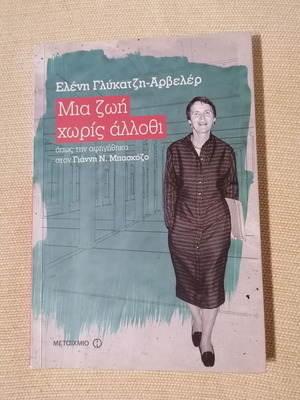 Ελένη Γλύκατζη-Αρβελέρ
Μια ζωή
χωρίς άλλοθι
όπως την αφηγήθηκα
στον Γιάννη Ν. Μπασκόζο
ΜΕΤΑΙΧΜΙΟ